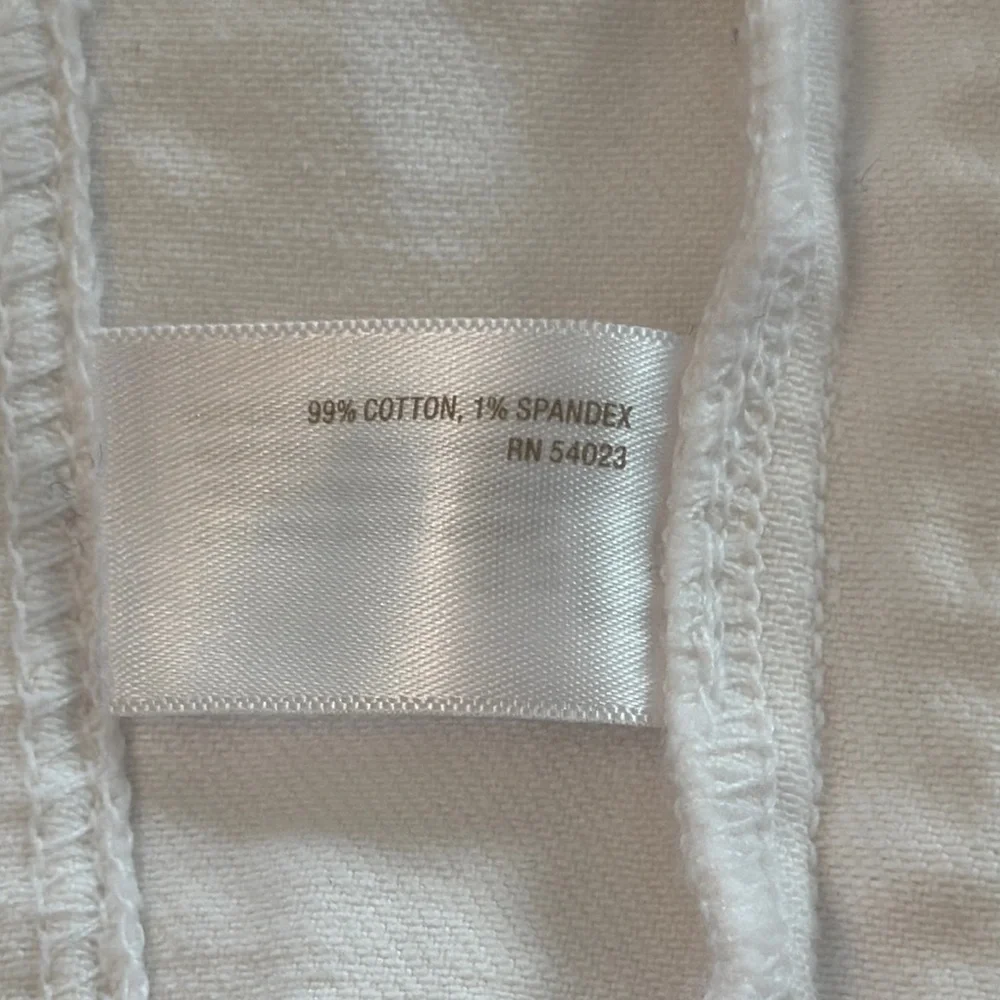 99% COTTON, 1% SPANDEX
RN 54023